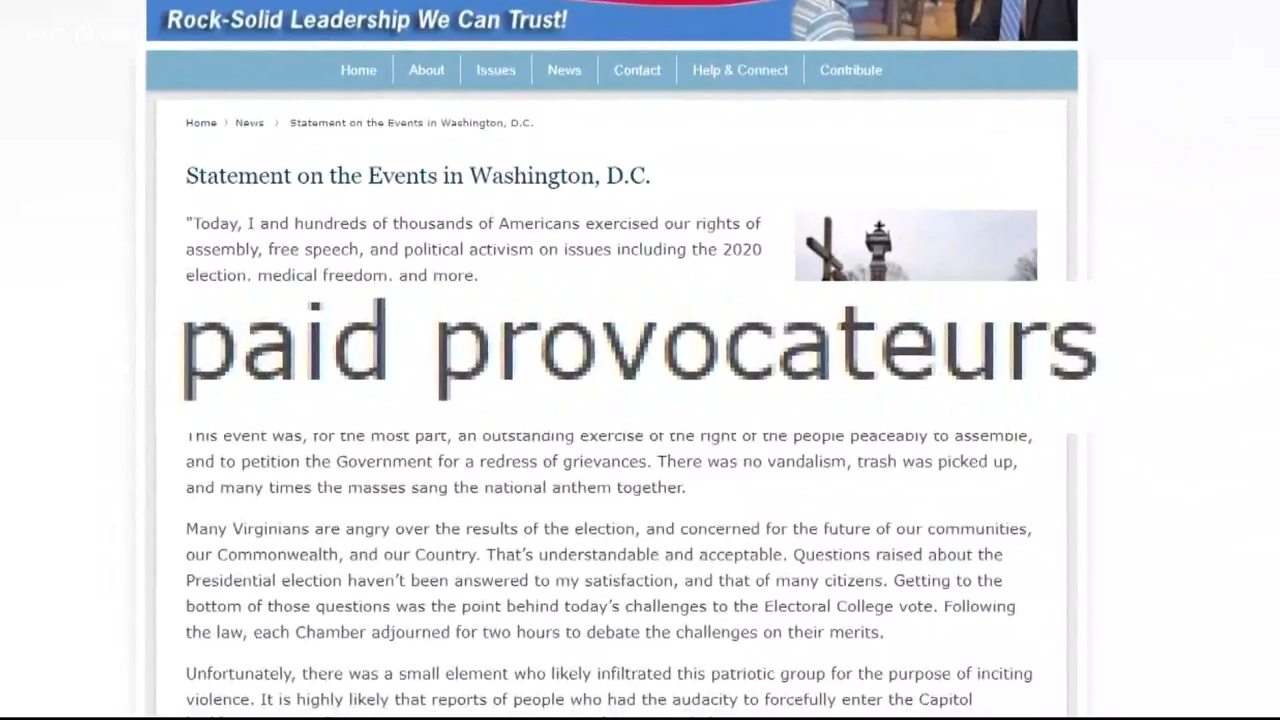 Rock-Solid Leadership We Can Trust!
Home About Issues News Contact Help & Connect Contribute
Home › News › Statement on the Events in Washington, D.C.
Statement on the Events in Washington, D.C.
"Today, I and hundreds of thousands of Americans exercised our rights of
assembly, free speech, and political activism on issues including the 2020
election, medical freedom, and more.
paid provocateurs
This event was, for the most part, an outstanding exercise of the right of the people peaceably to assemble,
and to petition the Government for a redress of grievances. There was no vandalism, trash was picked up,
and many times the masses sang the national anthem together.
Many Virginians are angry over the results of the election, and concerned for the future of our communities,
our Commonwealth, and our Country. That's understandable and acceptable. Questions raised about the
Presidential election haven't been answered to my satisfaction, and that of many citizens. Getting to the
bottom of those questions was the point behind today's challenges to the Electoral College vote. Following
the law, each Chamber adjourned for two hours to debate the challenges on their merits.
Unfortunately, there was a small element who likely infiltrated this patriotic group for the purpose of inciting
violence. It is highly likely that reports of people who had the audacity to forcefully enter the Capitol